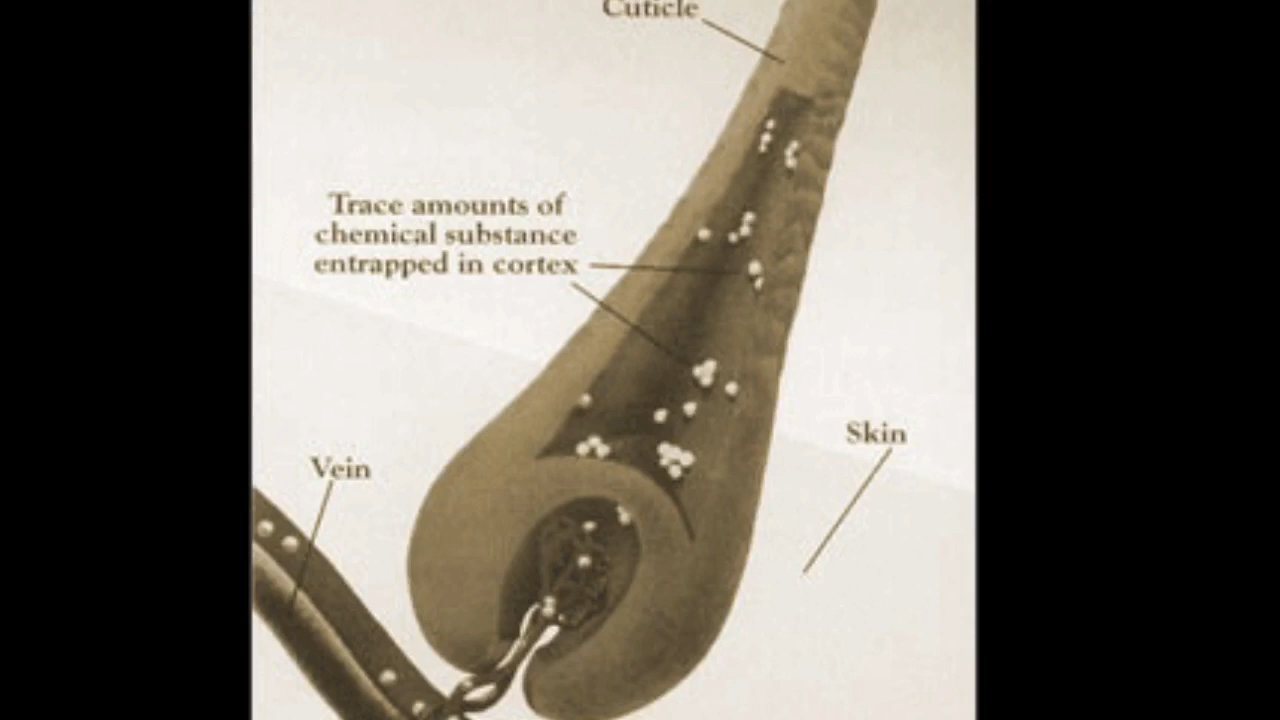 Cuticle
Trace amounts of
chemical substance
entrapped in cortex
Skin
Vein